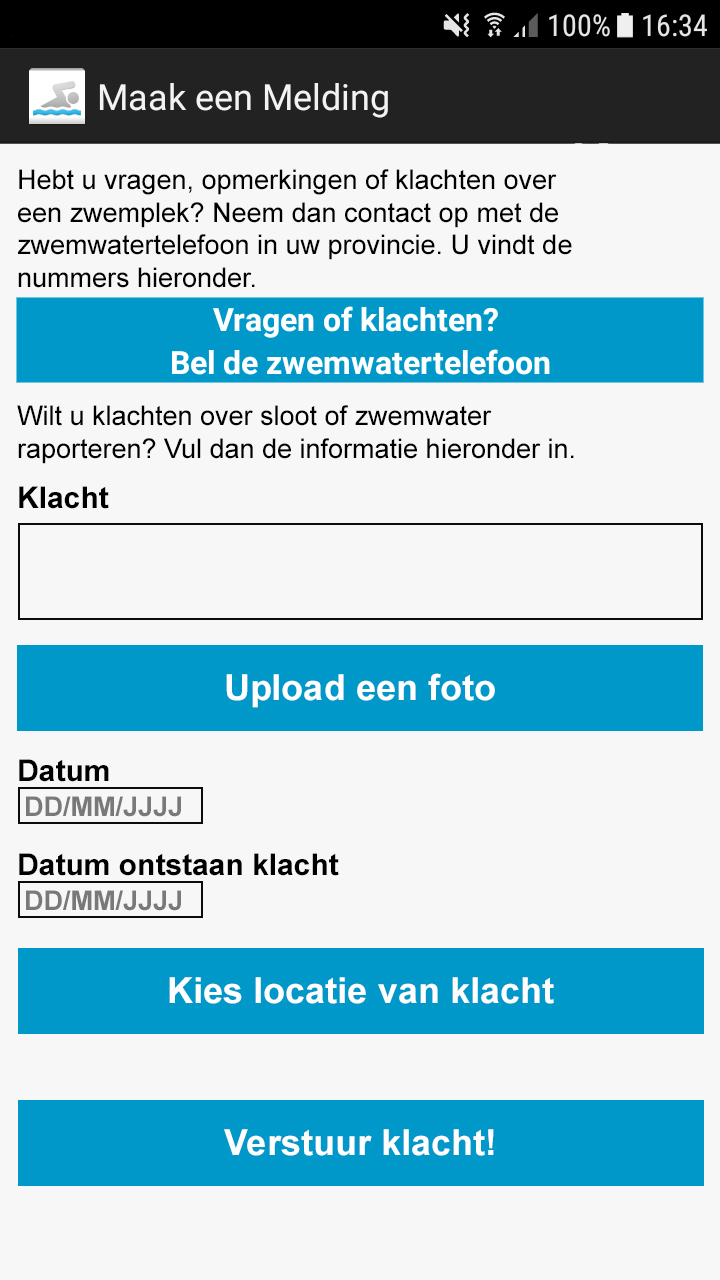 100% 16:34
Maak een Melding
Hebt u vragen, opmerkingen of klachten over
een zwemplek? Neem dan contact op met de
zwemwatertelefoon in uw provincie. U vindt de
nummers hieronder.
Vragen of klachten?
Bel de zwemwatertelefoon
Wilt u klachten over sloot of zwemwater
raporteren? Vul dan de informatie hieronder in.
Klacht
Upload een foto
Datum
DD/MM/JJJJ
Datum ontstaan klacht
DD/MM/JJJJ
Kies locatie van klacht
Verstuur klacht!